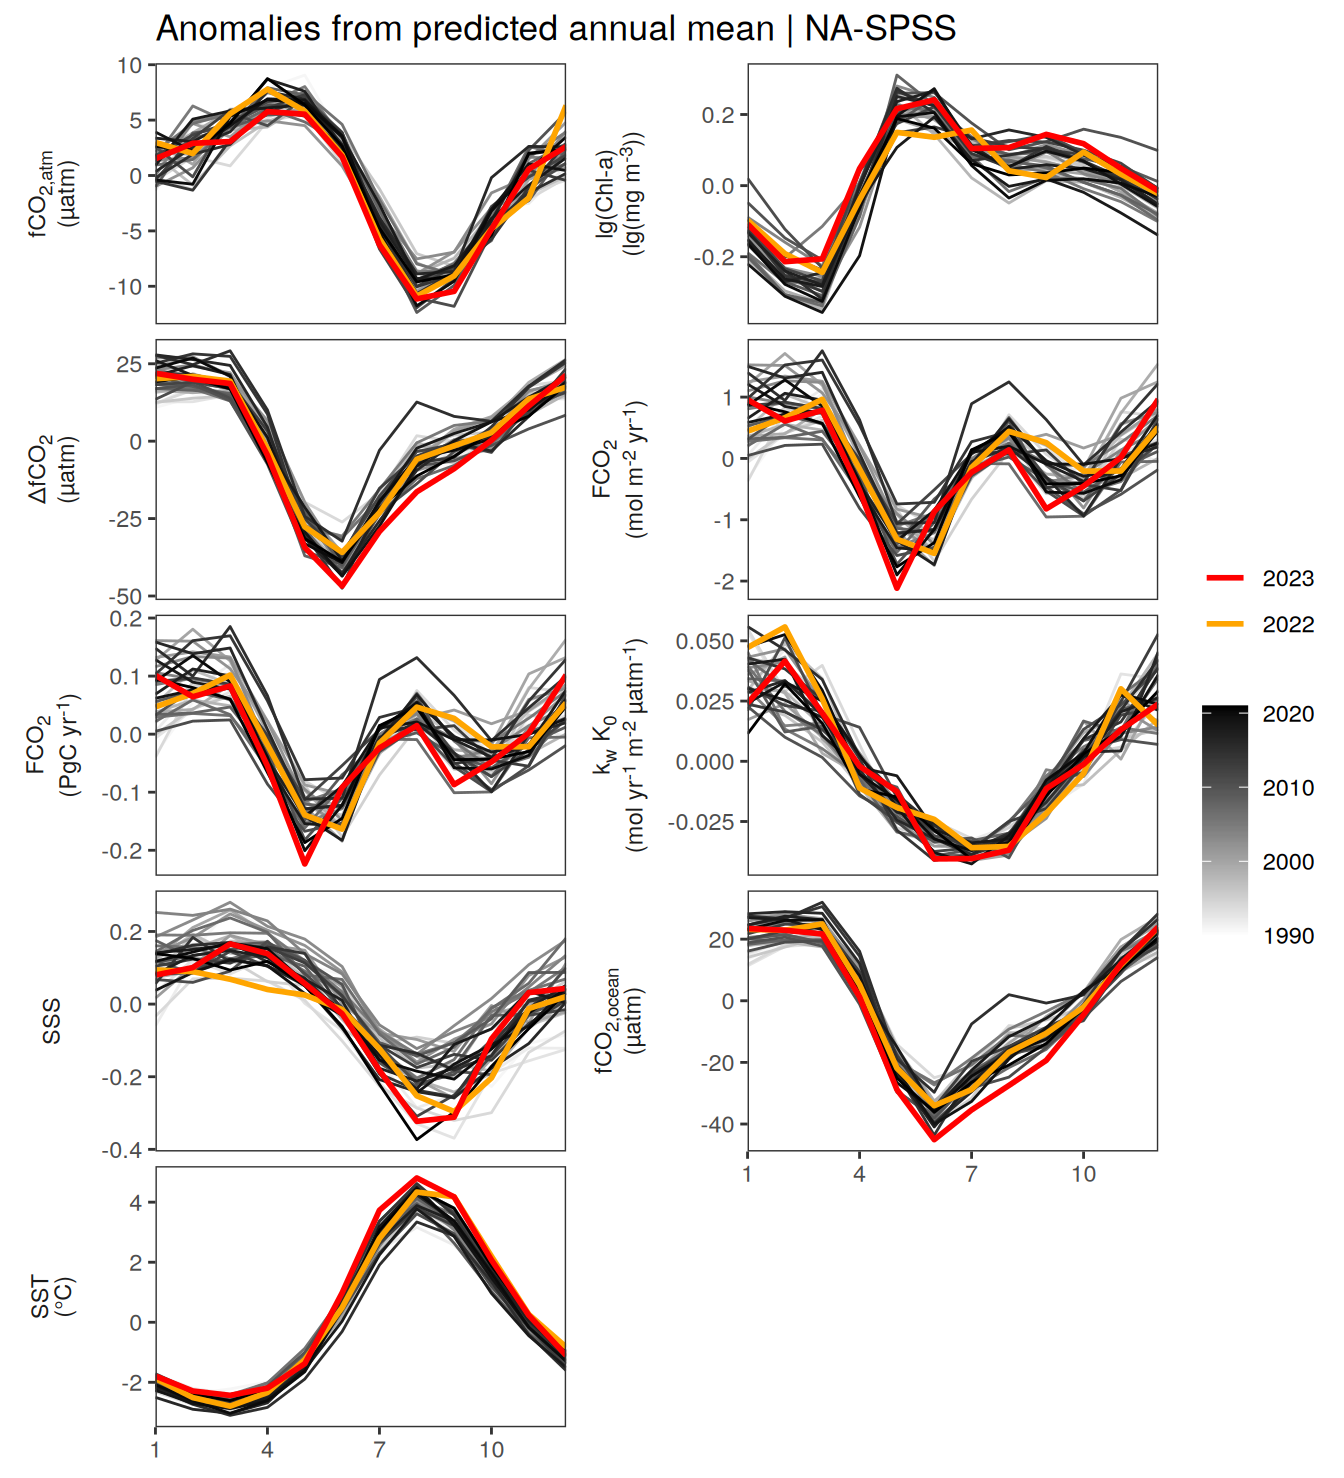 Anomalies from predicted annual mean | NA-SPSS
fCO2,atm
(µatm)
10
5
0
-5
-10
lg(Chl-a)
(lg(mg m-3))
0.2
0.0
-0.2
ΔfCO2
(µatm)
25
0
-25
-50
FCO2
(mol m-2 yr-1)
1
0
-1
-2
FCO2
(PgC yr-1)
0.2
0.1
0.0
-0.1
-0.2
kw K0
(mol yr-1 m-2 µatm-1)
0.050
0.025
0.000
-0.025
SSS
0.2
0.0
-0.2
-0.4
fCO2,ocean
(µatm)
20
0
-20
-40
1 4 7 10
SST
(°C)
4
2
0
-2
1 4 7 10
2023
2022
2020
2010
2000
1990